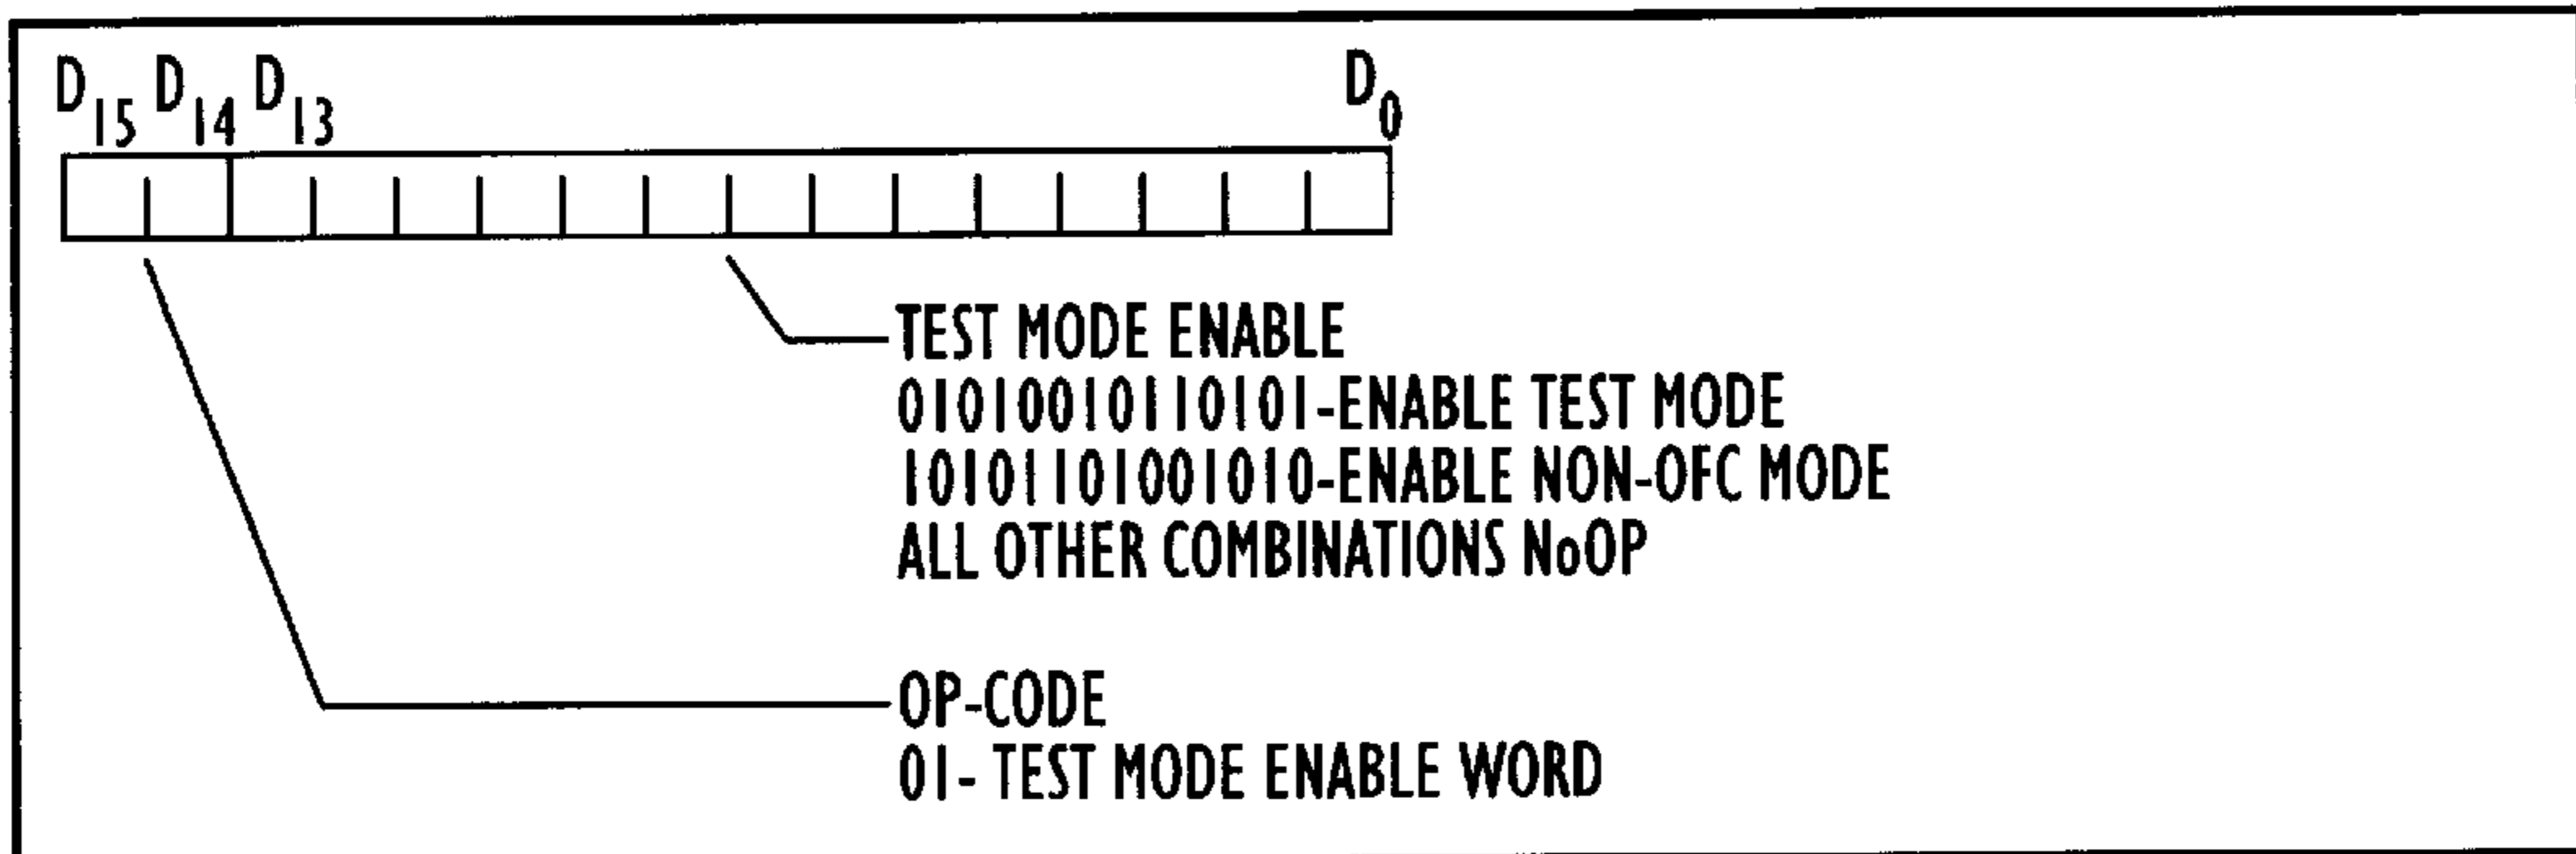 D15 D14 D13 D0
TEST MODE ENABLE
01010010110101-ENABLE TEST MODE
10101101001010-ENABLE NON-OFC MODE
ALL OTHER COMBINATIONS NoOP
OP-CODE
01- TEST MODE ENABLE WORD